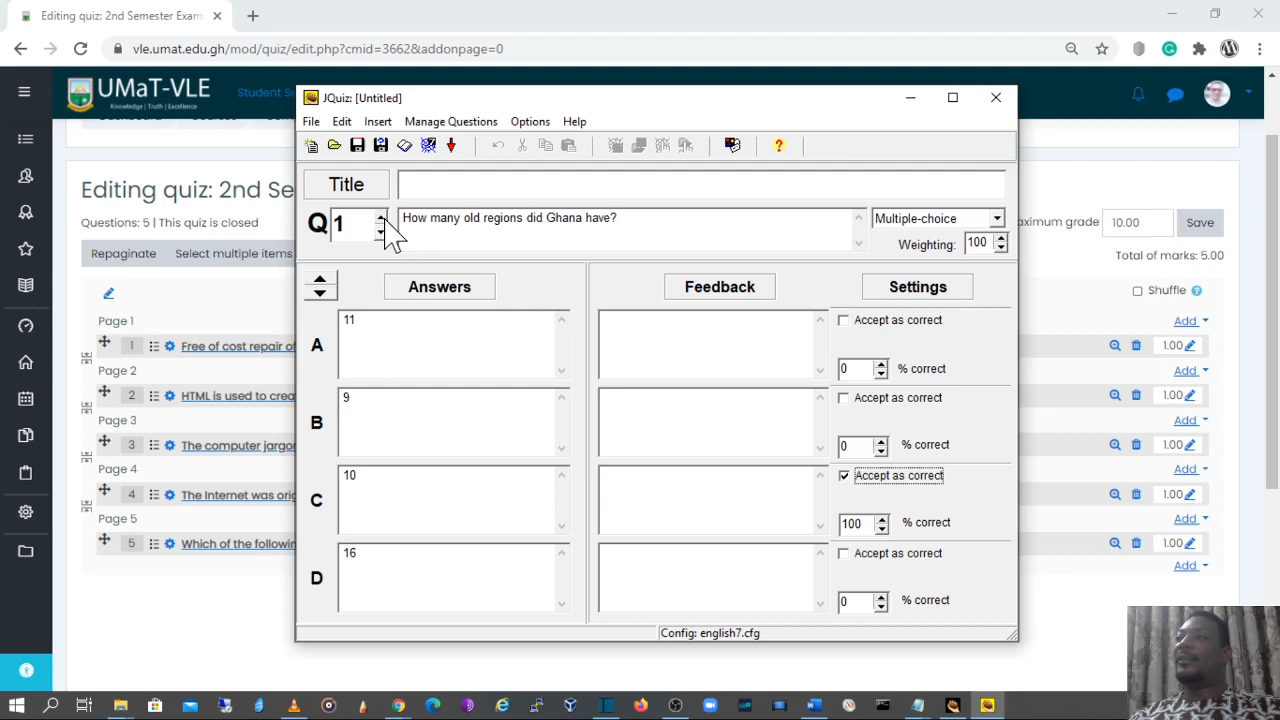 Editing quiz: 2nd Semester Exam
vle.umat.edu.gh/mod/quiz/edit.php?cmid=3662&addonpage=0
UMaT-VLE
Knowledge | Truth | Excellence
Student Su
JQuiz: [Untitled]
File Edit Insert Manage Questions Options Help
Title
Q 1
How many old regions did Ghana have?
Multiple-choice
Weighting: 100
Answers Feedback Settings
A 11 Accept as correct
0 % correct
B 9 Accept as correct
0 % correct
C 10 Accept as correct
100 % correct
D 16 Accept as correct
0 % correct
Config: english7.cfg
Editing quiz: 2nd Se
Questions: 5 | This quiz is closed
aximum grade 10.00 Save
Repaginate Select multiple items
Total of marks: 5.00
Shuffle
Page 1 Add
1 Free of cost repair of 1.00
Page 2 Add
2 HTML is used to crea 1.00
Page 3 Add
3 The computer jargo 1.00
Page 4 Add
4 The Internet was orig 1.00
Page 5 Add
5 Which of the followin 1.00
Add